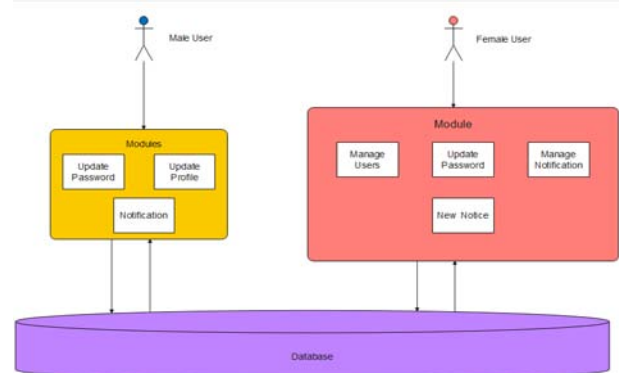 Male User
Female User
Modules
Update
Password
Update
Profile
Notification
Module
Manage
Users
Update
Password
Manage
Notification
New Notice
Database